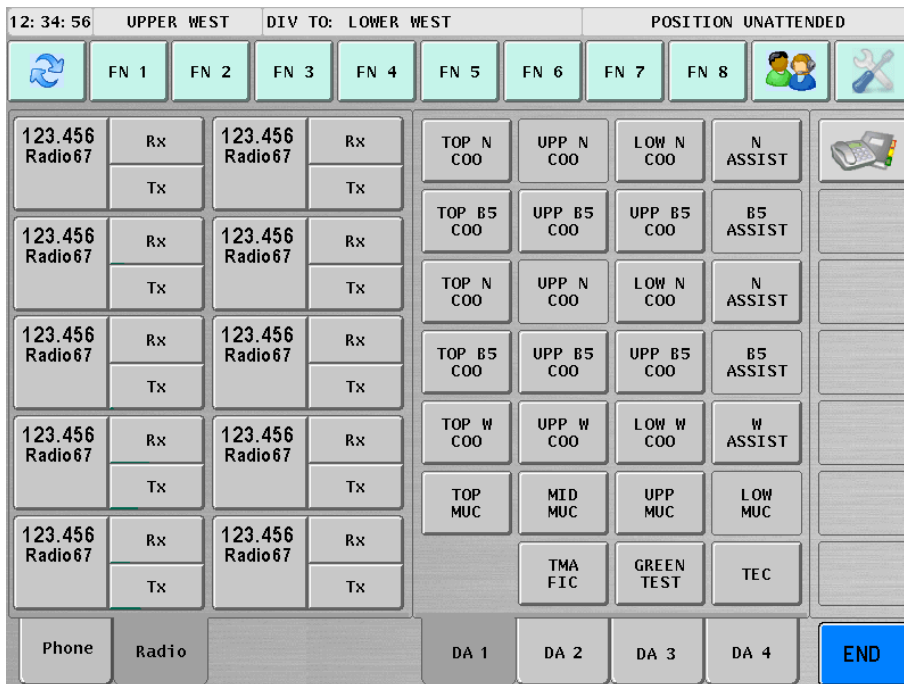 12:34:56 UPPER WEST DIV TO: LOWER WEST POSITION UNATTENDED
FN 1 FN 2 FN 3 FN 4 FN 5 FN 6 FN 7 FN 8
123.456
Radio67
Rx
Tx
123.456
Radio67
Rx
Tx
123.456
Radio67
Rx
Tx
123.456
Radio67
Rx
Tx
123.456
Radio67
Rx
Tx
123.456
Radio67
Rx
Tx
123.456
Radio67
Rx
Tx
123.456
Radio67
Rx
Tx
123.456
Radio67
Rx
Tx
123.456
Radio67
Rx
Tx
TOP N
COO
UPP N
COO
LOW N
COO
N
ASSIST
TOP B5
COO
UPP B5
COO
UPP B5
COO
B5
ASSIST
TOP N
COO
UPP N
COO
LOW N
COO
N
ASSIST
TOP B5
COO
UPP B5
COO
UPP B5
COO
B5
ASSIST
TOP W
COO
UPP W
COO
LOW W
COO
W
ASSIST
TOP
MUC
MID
MUC
UPP
MUC
LOW
MUC
TMA
FIC
GREEN
TEST
TEC
Phone Radio DA 1 DA 2 DA 3 DA 4 END